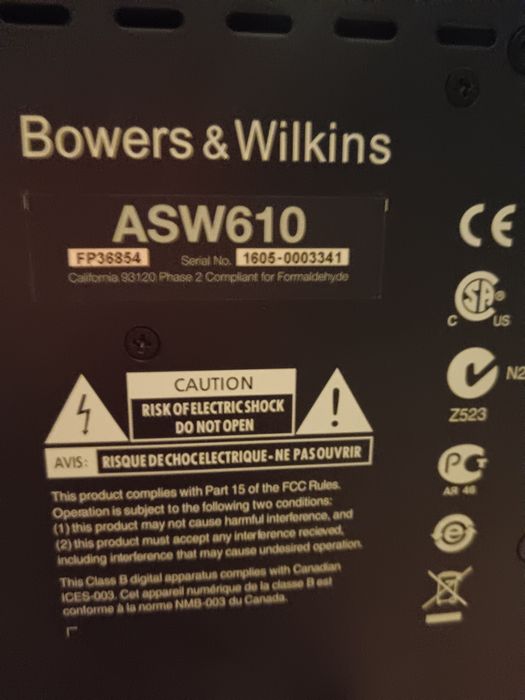 Bowers & Wilkins
ASW610
FP36854 Serial No. 1605-0003341
California 93120 Phase 2 Compliant for Formaldehyde
CE
SA®
C US
N2
Z523
CAUTION
RISK OF ELECTRIC SHOCK
DO NOT OPEN
AVIS: RISQUE DE CHOC ELECTRIQUE - NE PAS OUVRIR
PCT
AR 46
e
This product complies with Part 15 of the FCC Rules.
Operation is subject to the following two conditions:
(1) this product may not cause harmful interference, and
(2) this product must accept any interference recieved,
including interference that may cause undesired operation.
This Class B digital apparatus complies with Canadian
ICES-003. Cet appareil numérique de la classe B est
conforme à la norme NMB-003 du Canada.